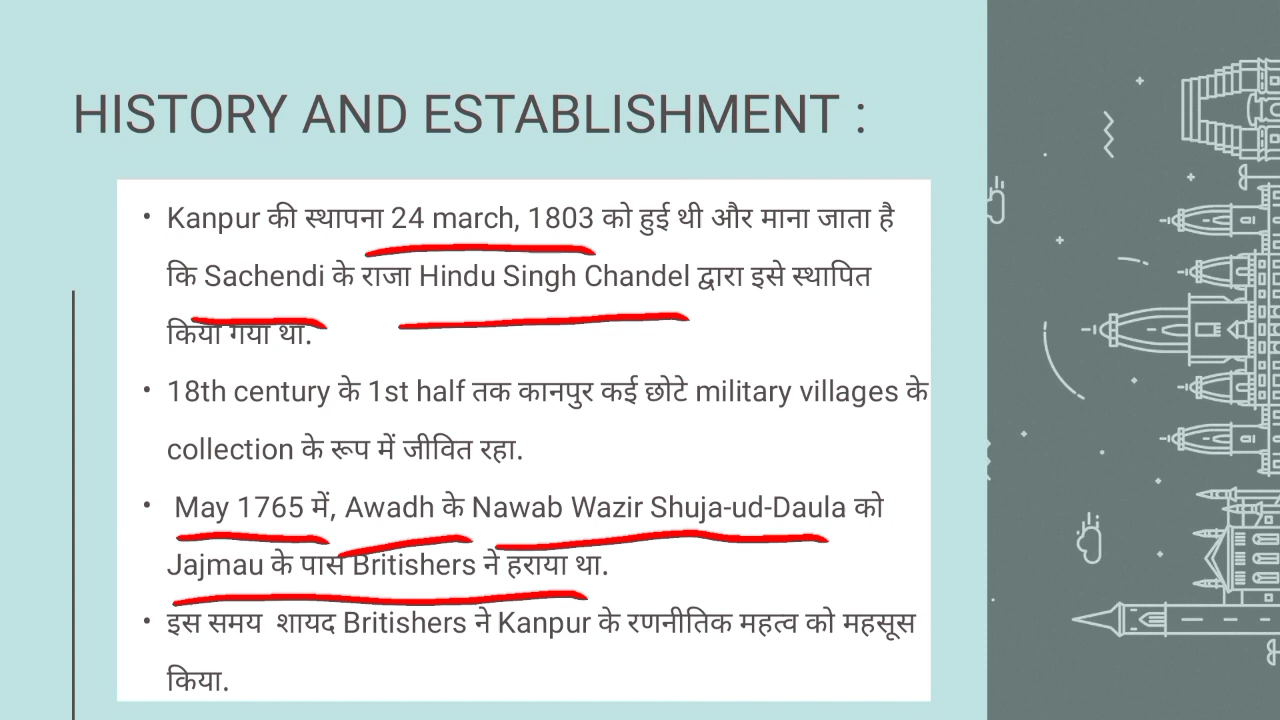 HISTORY AND ESTABLISHMENT :
• Kanpur की स्थापना 24 march, 1803 को हुई थी और माना जाता है
कि Sachendi के राजा Hindu Singh Chandel द्वारा इसे स्थापित
किया गया था.
• 18th century के 1st half तक कानपुर कई छोटे military villages के
collection के रूप में जीवित रहा.
• May 1765 में, Awadh के Nawab Wazir Shuja-ud-Daula को
Jajmau के पास Britishers ने हराया था.
• इस समय शायद Britishers ने Kanpur के रणनीतिक महत्व को महसूस
किया.